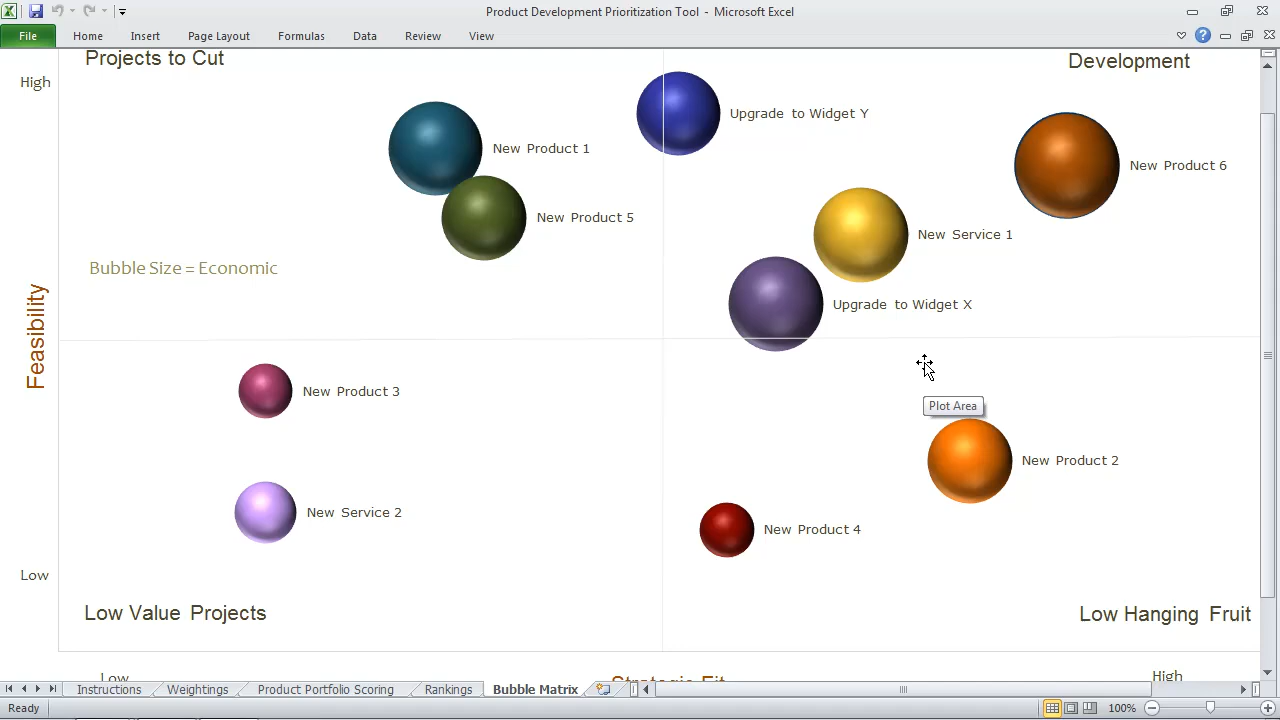 Product Development Prioritization Tool - Microsoft Excel
File Home Insert Page Layout Formulas Data Review View
Projects to Cut
Development
High
Upgrade to Widget Y
New Product 1
New Product 6
New Product 5
New Service 1
Bubble Size = Economic
Upgrade to Widget X
Feasibility
New Product 3
Plot Area
New Product 2
New Service 2
New Product 4
Low
Low Value Projects
Low Hanging Fruit
Low
Strategic Fit
High
Instructions Weightings Product Portfolio Scoring Rankings Bubble Matrix
Ready
100%